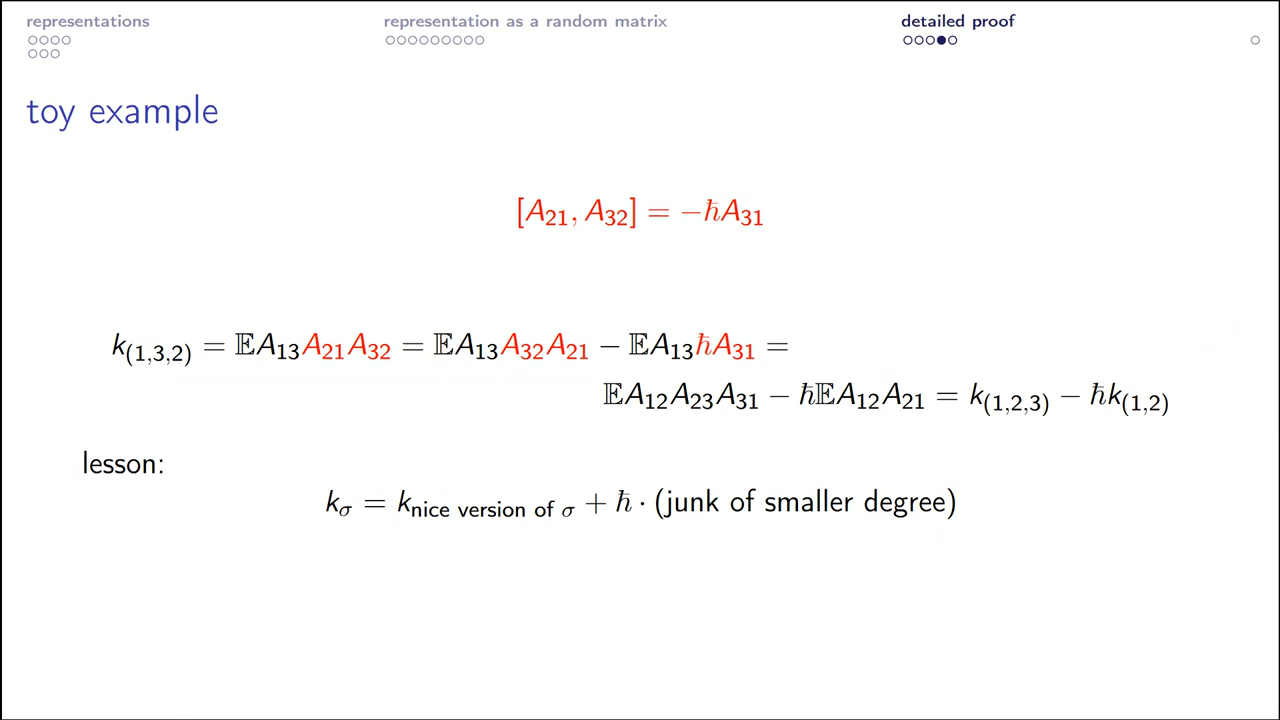 representations
representation as a random matrix
detailed proof
toy example
[A₂₁, A₃₂] = −ℏA₃₁
k₍₁,₃,₂₎ = 𝔼A₁₃A₂₁A₃₂ = 𝔼A₁₃A₃₂A₂₁ − 𝔼A₁₃ℏA₃₁ =
𝔼A₁₂A₂₃A₃₁ − ℏ𝔼A₁₂A₂₁ = k₍₁,₂,₃₎ − ℏk₍₁,₂₎
lesson:
k_σ = k_nice version of σ + ℏ · (junk of smaller degree)